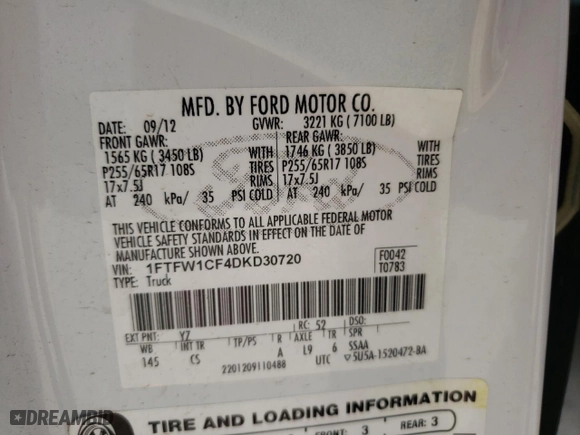 MFD. BY FORD MOTOR CO.
DATE: 09/12 GVWR: 3221 KG ( 7100 LB)
FRONT GAWR: REAR GAWR:
1565 KG ( 3450 LB) WITH 1746 KG ( 3850 LB) WITH
P255/65R17 108S TIRES P255/65R17 108S TIRES
17x7.5J RIMS 17x7.5J RIMS
AT 240 kPa/ 35 PSI COLD AT 240 kPa/ 35 PSI COLD
THIS VEHICLE CONFORMS TO ALL APPLICABLE FEDERAL MOTOR
VEHICLE SAFETY STANDARDS IN EFFECT ON THE DATE OF
MANUFACTURE SHOWN ABOVE.
VIN: 1FTFW1CF4DKD30720 F0042
TYPE: Truck T0783
EXT PNT: Y7 RC: 52 DSO:
WB INT TR TP/PS R AXLE TR SPR
145 CS A L9 6 SSAA
2201209110488 UTC 5U5A-1520472-BA
TIRE AND LOADING INFORMATION
FRONT: 3 REAR: 3
DREAMBID